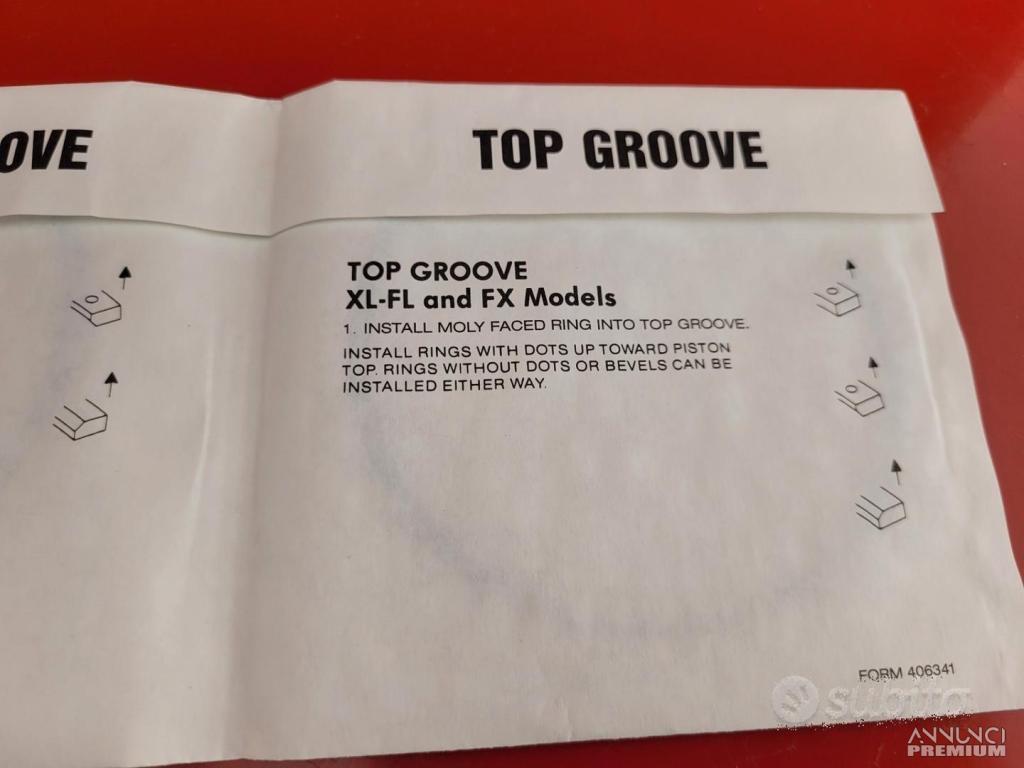 OVE
TOP GROOVE
TOP GROOVE
XL-FL and FX Models
1. INSTALL MOLY FACED RING INTO TOP GROOVE.
INSTALL RINGS WITH DOTS UP TOWARD PISTON
TOP. RINGS WITHOUT DOTS OR BEVELS CAN BE
INSTALLED EITHER WAY.
FORM 406341
subito
ANNUNCI
PREMIUM